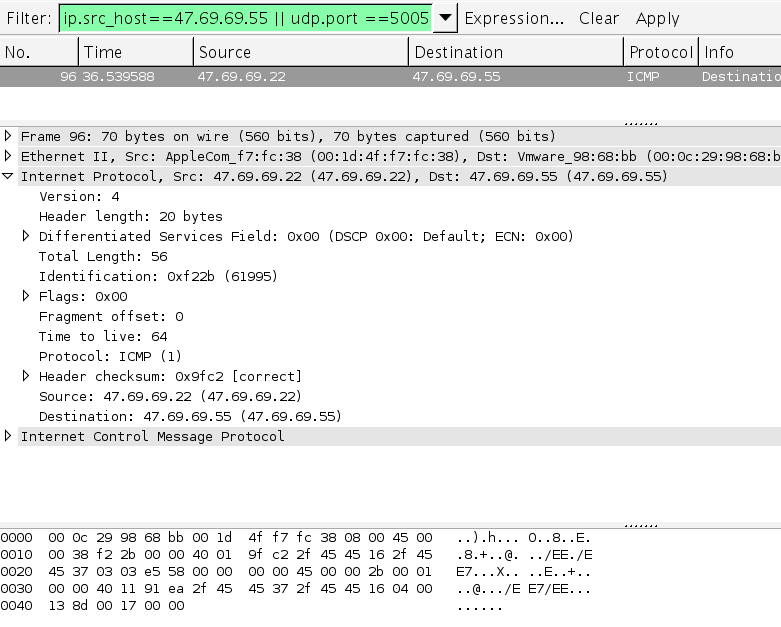 Filter: ip.src_host==47.69.69.55 || udp.port ==5005 Expression... Clear Apply
No. Time Source Destination Protocol Info
96 36.539588 47.69.69.22 47.69.69.55 ICMP Destinatio
Frame 96: 70 bytes on wire (560 bits), 70 bytes captured (560 bits)
Ethernet II, Src: AppleCom_f7:fc:38 (00:1d:4f:f7:fc:38), Dst: Vmware_98:68:bb (00:0c:29:98:68:b
Internet Protocol, Src: 47.69.69.22 (47.69.69.22), Dst: 47.69.69.55 (47.69.69.55)
Version: 4
Header length: 20 bytes
Differentiated Services Field: 0x00 (DSCP 0x00: Default; ECN: 0x00)
Total Length: 56
Identification: 0xf22b (61995)
Flags: 0x00
Fragment offset: 0
Time to live: 64
Protocol: ICMP (1)
Header checksum: 0x9fc2 [correct]
Source: 47.69.69.22 (47.69.69.22)
Destination: 47.69.69.55 (47.69.69.55)
Internet Control Message Protocol
0000 00 0c 29 98 68 bb 00 1d 4f f7 fc 38 08 00 45 00 ..).h... O..8..E.
0010 00 38 f2 2b 00 00 40 01 9f c2 2f 45 45 16 2f 45 .8.+..@. ../EE./E
0020 45 37 03 03 e5 58 00 00 00 00 45 00 00 2b 00 01 E7...X.. ..E..+..
0030 00 00 40 11 91 ea 2f 45 45 37 2f 45 45 16 04 00 ..@.../E E7/EE...
0040 13 8d 00 17 00 00 ......